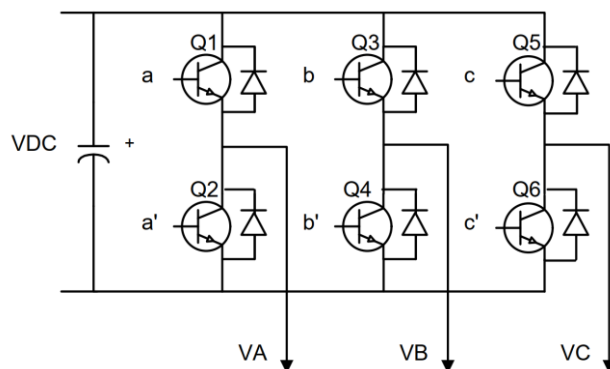 Q1 Q3 Q5
a b c
VDC +
Q2 Q4 Q6
a' b' c'
VA VB VC